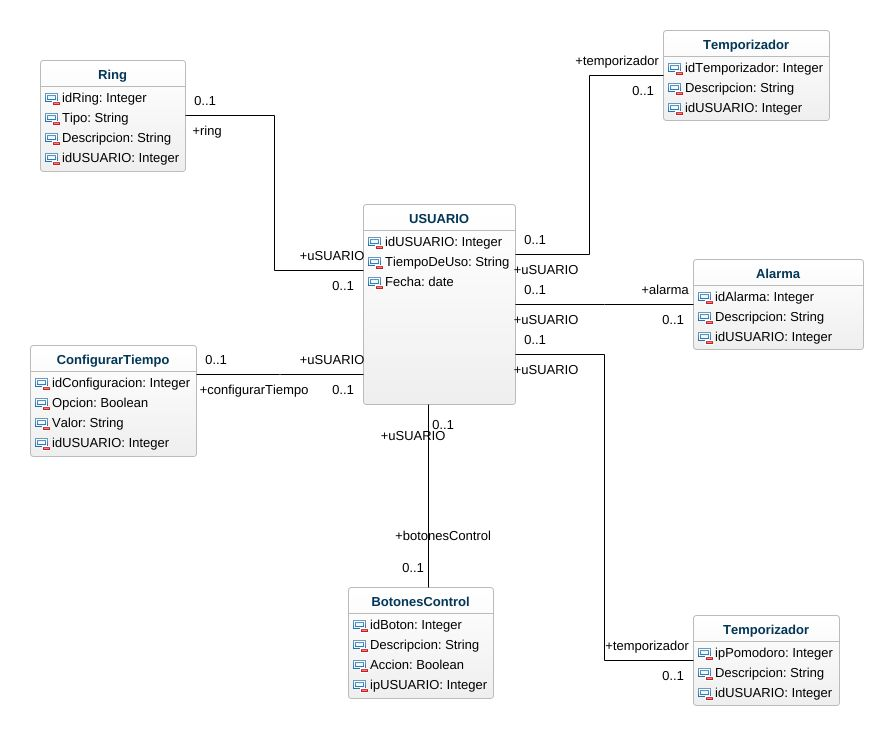 Ring
idRing: Integer
Tipo: String
Descripcion: String
idUSUARIO: Integer
0..1
+ring
+temporizador
0..1
Temporizador
idTemporizador: Integer
Descripcion: String
idUSUARIO: Integer
USUARIO
idUSUARIO: Integer
TiempoDeUso: String
Fecha: date
+uSUARIO
0..1
0..1
+uSUARIO
0..1
+uSUARIO
0..1
+uSUARIO
+alarma
0..1
Alarma
idAlarma: Integer
Descripcion: String
idUSUARIO: Integer
ConfigurarTiempo
idConfiguracion: Integer
Opcion: Boolean
Valor: String
idUSUARIO: Integer
0..1
+configurarTiempo
+uSUARIO
0..1
0..1
+uSUARIO
+botonesControl
0..1
BotonesControl
idBoton: Integer
Descripcion: String
Accion: Boolean
ipUSUARIO: Integer
+temporizador
0..1
Temporizador
ipPomodoro: Integer
Descripcion: String
idUSUARIO: Integer